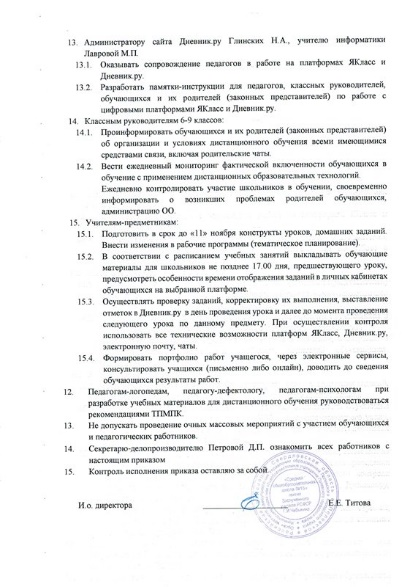 13. Администратору сайта Дневник.ру Глинских Н.А., учителю информатики
Лавровой М.П.
13.1. Оказывать сопровождение педагогов в работе на платформах ЯКласс и
Дневник.ру.
13.2. Разработать памятки-инструкции для педагогов, классных руководителей,
обучающихся и их родителей (законных представителей) по работе с
цифровыми платформами ЯКласс и Дневник.ру.
14. Классным руководителям 6-9 классов:
14.1. Проинформировать обучающихся и их родителей (законных представителей)
об организации и условиях дистанционного обучения всеми имеющимися
средствами связи, включая родительские чаты.
14.2. Вести ежедневный мониторинг фактической включенности обучающихся в
обучение с применением дистанционных образовательных технологий.
Ежедневно контролировать участие школьников в обучении, своевременно
информировать о возникших проблемах родителей обучающихся,
администрацию ОО.
15. Учителям-предметникам:
15.1. Подготовить в срок до «11» ноября конструкты уроков, домашних заданий.
Внести изменения в рабочие программы (тематическое планирование).
15.2. В соответствии с расписанием учебных занятий выкладывать обучающие
материалы для школьников не позднее 17.00 дня, предшествующего уроку,
предусмотреть особенности времени отображения заданий в личных кабинетах
обучающихся на выбранной платформе.
15.3. Осуществлять проверку заданий, корректировку их выполнения, выставление
отметок в Дневник.ру в день проведения урока и далее до момента проведения
следующего урока по данному предмету. При осуществлении контроля
использовать все технические возможности платформ ЯКласс, Дневник.ру,
электронную почту, чаты.
15.4. Формировать портфолио работ учащегося, через электронные сервисы,
консультировать учащихся (письменно либо онлайн), доводить до сведения
обучающихся результаты работ.
12. Педагогам-логопедам, педагогу-дефектологу, педагогам-психологам при
разработке учебных материалов для дистанционного обучения руководствоваться
рекомендациями ТПМПК.
13. Не допускать проведение очных массовых мероприятий с участием обучающихся
и педагогических работников.
14. Секретарю-делопроизводителю Петровой Д.П. ознакомить всех работников с
настоящим приказом
15. Контроль исполнения приказа оставляю за собой.
И.о. директора Е.Е. Титова